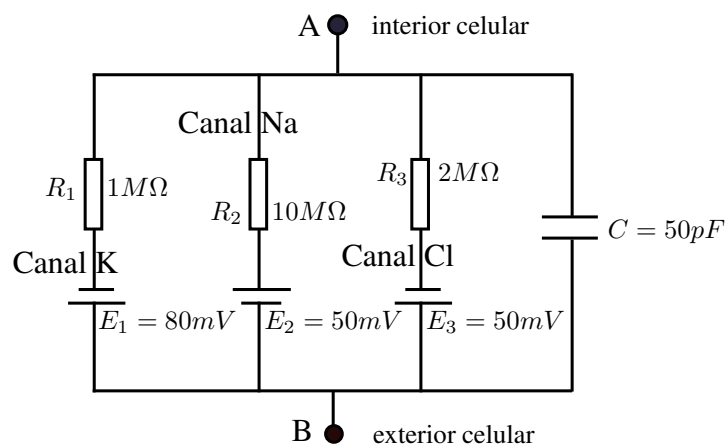 A interior celular
Canal Na
R₁ 1MΩ
R₂ 10MΩ
R₃ 2MΩ
C = 50pF
Canal K
Canal Cl
E₁ = 80mV
E₂ = 50mV
E₃ = 50mV
B exterior celular